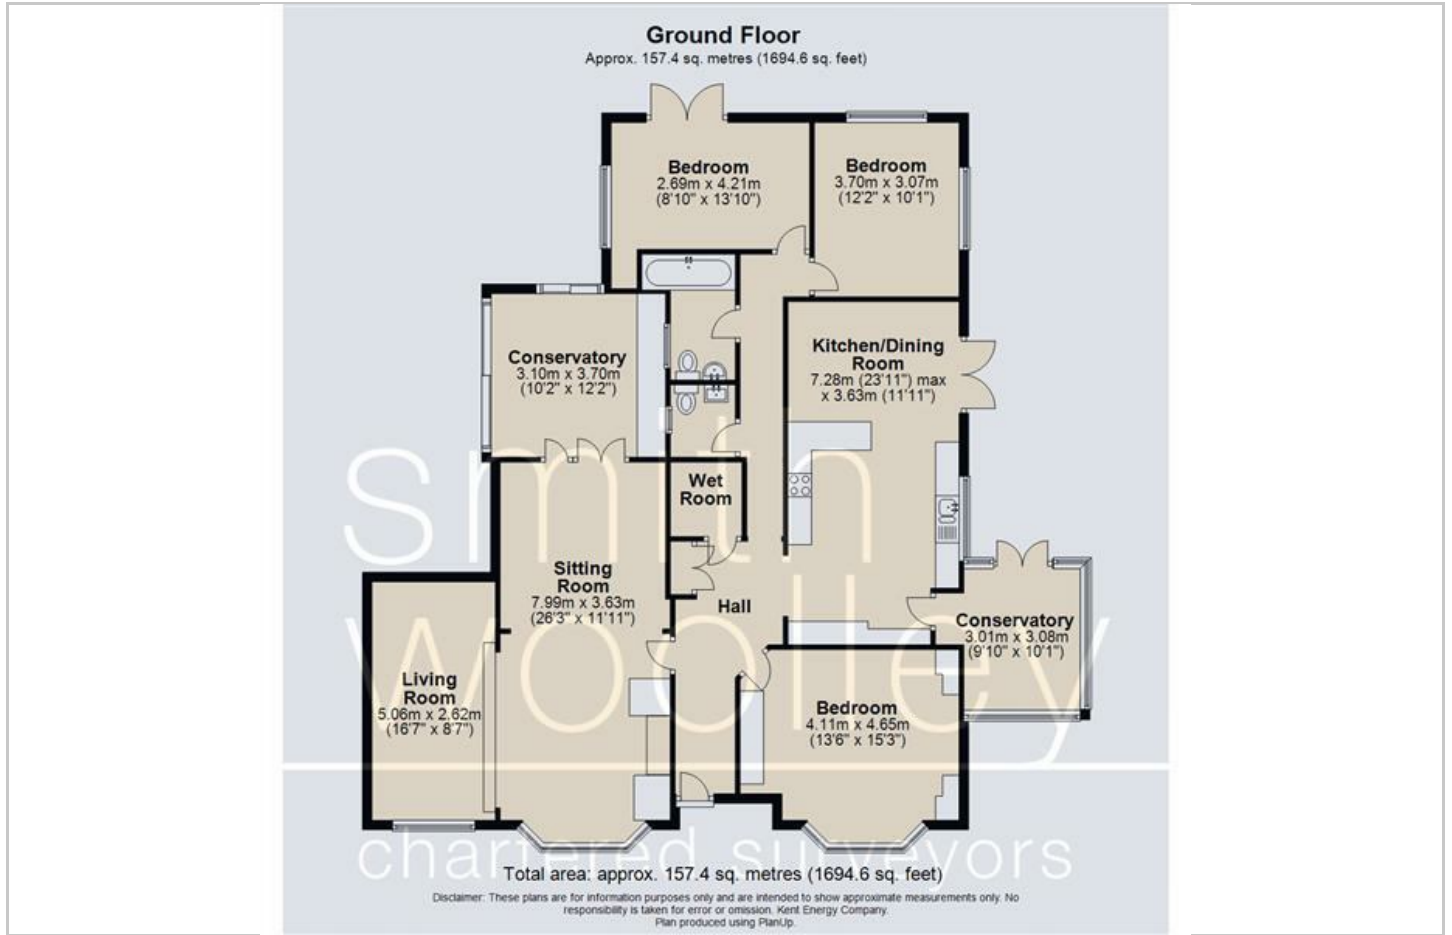 Ground Floor
Approx. 157.4 sq. metres (1694.6 sq. feet)
Bedroom
2.69m x 4.21m
(8'10" x 13'10")
Bedroom
3.70m x 3.07m
(12'2" x 10'1")
Conservatory
3.10m x 3.70m
(10'2" x 12'2")
Kitchen/Dining
Room
7.28m (23'11") max
x 3.63m (11'11")
Wet
Room
Sitting
Room
7.99m x 3.63m
(26'3" x 11'11")
Hall
Conservatory
3.01m x 3.08m
(9'10" x 10'1")
Living
Room
5.06m x 2.62m
(16'7" x 8'7")
Bedroom
4.11m x 4.65m
(13'6" x 15'3")
smith
woolley
chartered surveyors
Total area: approx. 157.4 sq. metres (1694.6 sq. feet)
Disclaimer: These plans are for information purposes only and are intended to show approximate measurements only. No
responsibility is taken for error or omission. Kent Energy Company.
Plan produced using PlanUp.